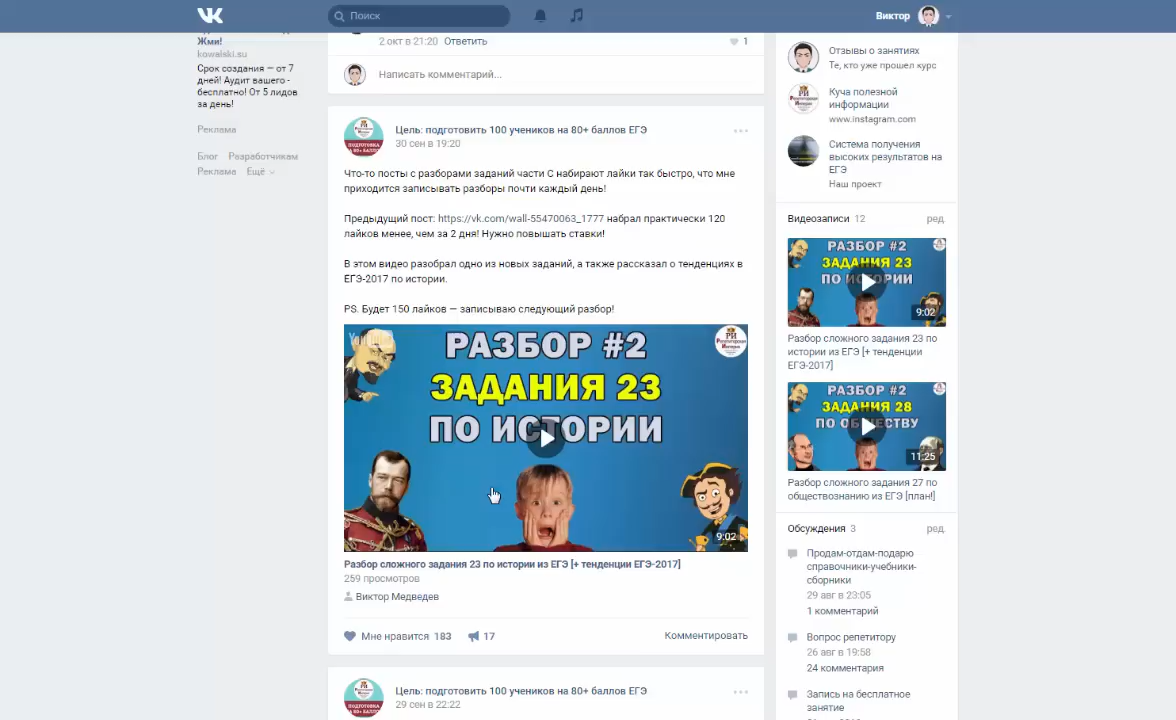 Поиск
Виктор
Жми!
kowalski.su
Срок создания — от 7
дней! Аудит вашего -
бесплатно! От 5 лидов
за день!
Реклама
Блог Разработчикам
Реклама Ещё
2 окт в 21:20 Ответить
1
Написать комментарий...
Цель: подготовить 100 учеников на 80+ баллов ЕГЭ
30 сен в 19:20
Что-то посты с разборами заданий части С набирают лайки так быстро, что мне
приходится записывать разборы почти каждый день!
Предыдущий пост: https://vk.com/wall-55470063_1777 набрал практически 120
лайков менее, чем за 2 дня! Нужно повышать ставки!
В этом видео разобрал одно из новых заданий, а также рассказал о тенденциях в
ЕГЭ-2017 по истории.
PS. Будет 150 лайков — записываю следующий разбор!
РАЗБОР #2
ЗАДАНИЯ 23
ПО ИСТОРИИ
РИ
9:02
Разбор сложного задания 23 по истории из ЕГЭ [+ тенденции ЕГЭ-2017]
259 просмотров
Виктор Медведев
Мне нравится 183
17
Комментировать
Цель: подготовить 100 учеников на 80+ баллов ЕГЭ
29 сен в 22:22
Отзывы о занятиях
Те, кто уже прошел курс
Куча полезной
информации
www.instagram.com
Система получения
высоких результатов на
ЕГЭ
Наш проект
Видеозаписи 12
ред.
РАЗБОР #2
ЗАДАНИЯ 23
ПО ИСТОРИИ
9:02
Разбор сложного задания 23 по
истории из ЕГЭ [+ тенденции
ЕГЭ-2017]
РАЗБОР #2
ЗАДАНИЯ 28
ПО ОБЩЕСТВУ
11:25
Разбор сложного задания 27 по
обществознанию из ЕГЭ [план!]
Обсуждения 3
ред.
Продам-отдам-подарю
справочники-учебники-
сборники
29 авг в 23:05
1 комментарий
Вопрос репетитору
26 авг в 19:58
24 комментария
Запись на бесплатное
занятие